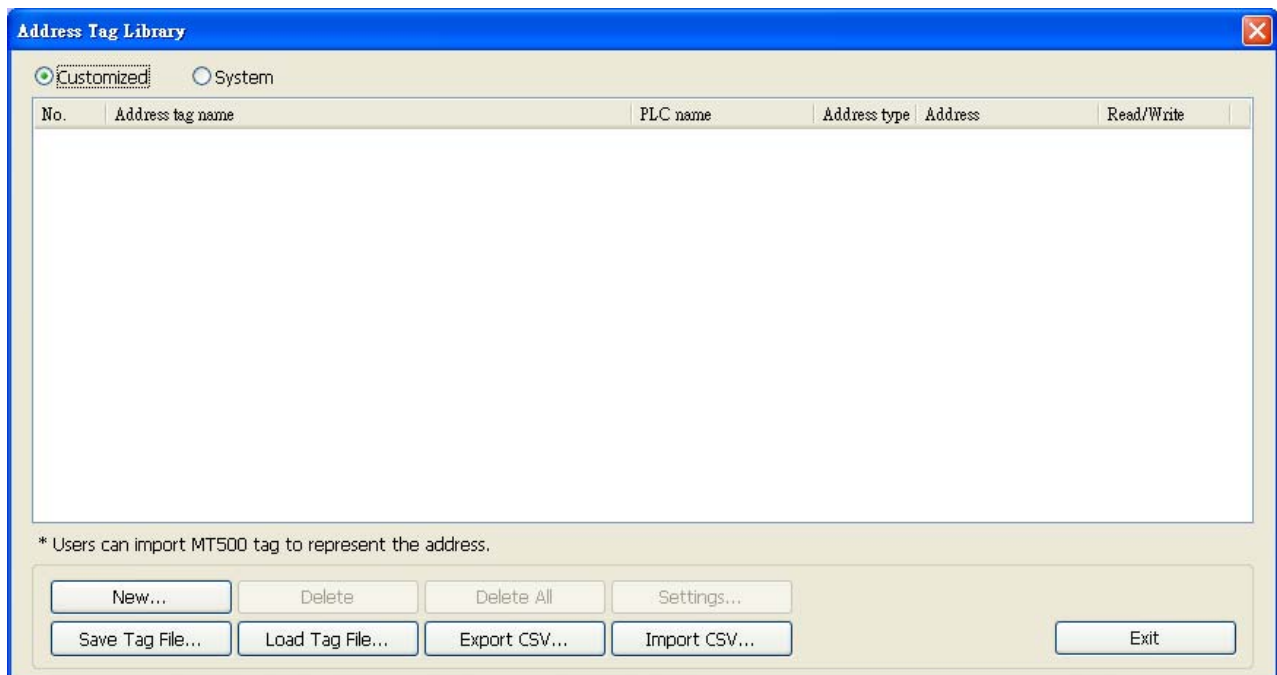 Address Tag Library
Customized System
No. Address tag name PLC name Address type Address Read/Write
* Users can import MT500 tag to represent the address.
New... Delete Delete All Settings...
Save Tag File... Load Tag File... Export CSV... Import CSV... Exit